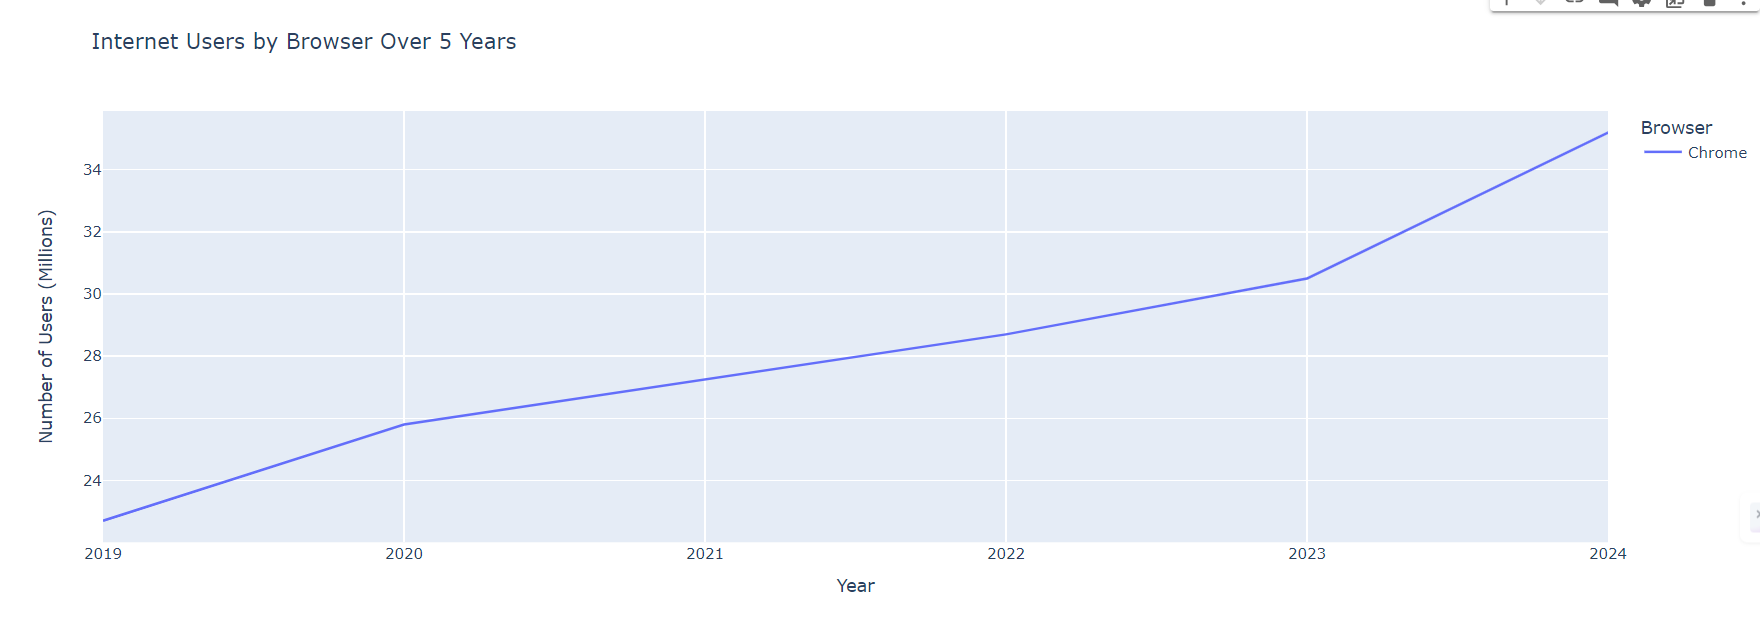 Internet Users by Browser Over 5 Years
Browser
Chrome
34
32
30
28
26
24
Number of Users (Millions)
2019 2020 2021 2022 2023 2024
Year